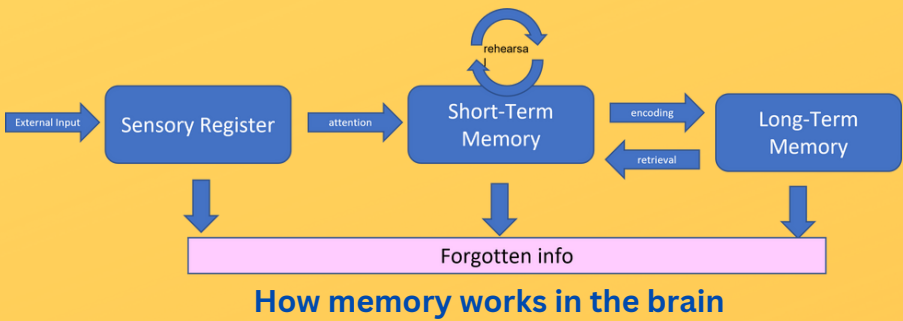 rehearsa
l
External Input
Sensory Register
attention
Short-Term
Memory
encoding
retrieval
Long-Term
Memory
Forgotten info
How memory works in the brain